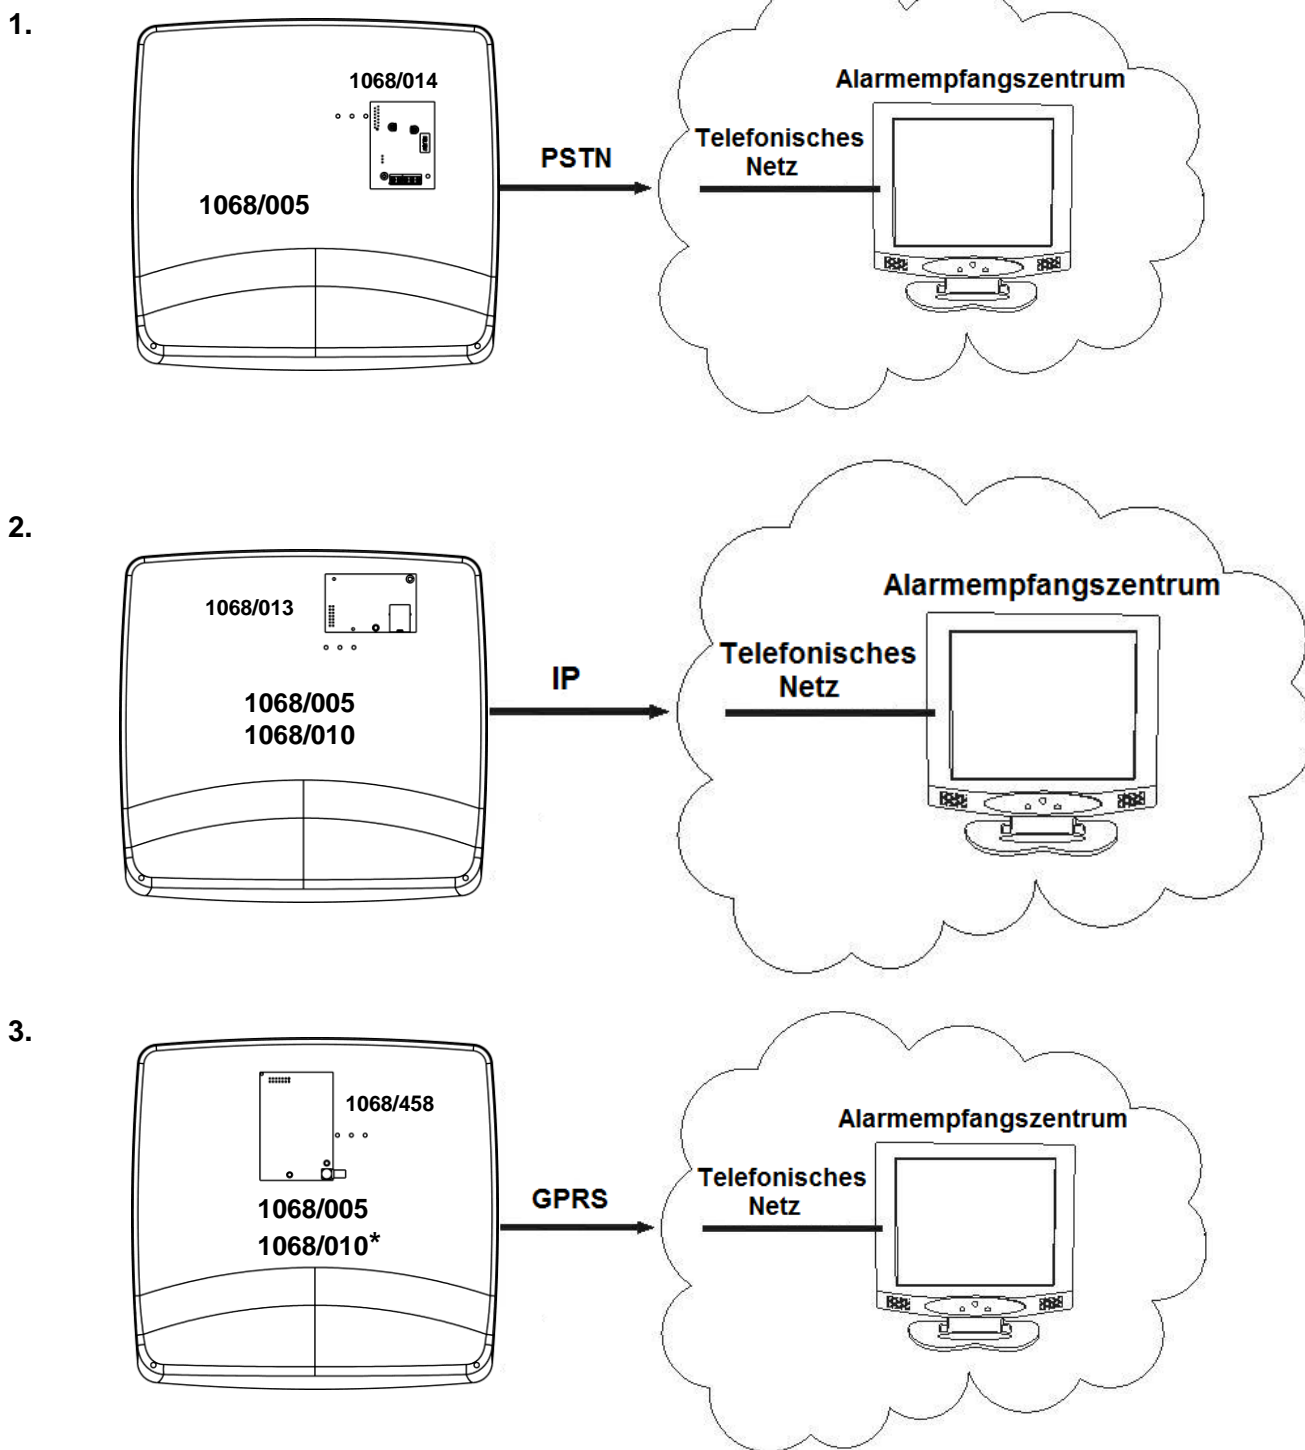 1.
1068/014
1068/005
PSTN
Alarmempfangszentrum
Telefonisches
Netz
2.
1068/013
1068/005
1068/010
IP
Alarmempfangszentrum
Telefonisches
Netz
3.
1068/458
1068/005
1068/010*
GPRS
Alarmempfangszentrum
Telefonisches
Netz